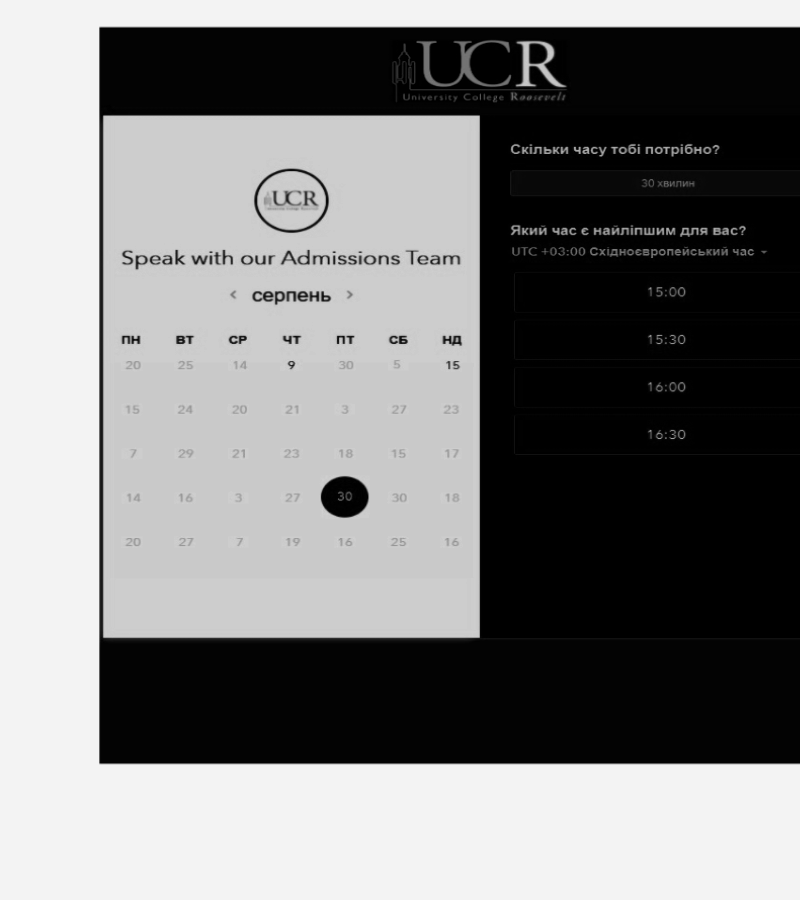 UCR
University College Roosevelt
UCR
Speak with our Admissions Team
< серпень >
ПН ВТ СР ЧТ ПТ СБ НД
20 25 14 9 30 5 15
15 24 20 21 3 27 23
7 29 21 23 18 15 17
14 16 3 27 30 30 18
20 27 7 19 16 25 16
Скільки часу тобі потрібно?
30 хвилин
Який час є найліпшим для вас?
UTC +03:00 Східноєвропейський час
15:00
15:30
16:00
16:30